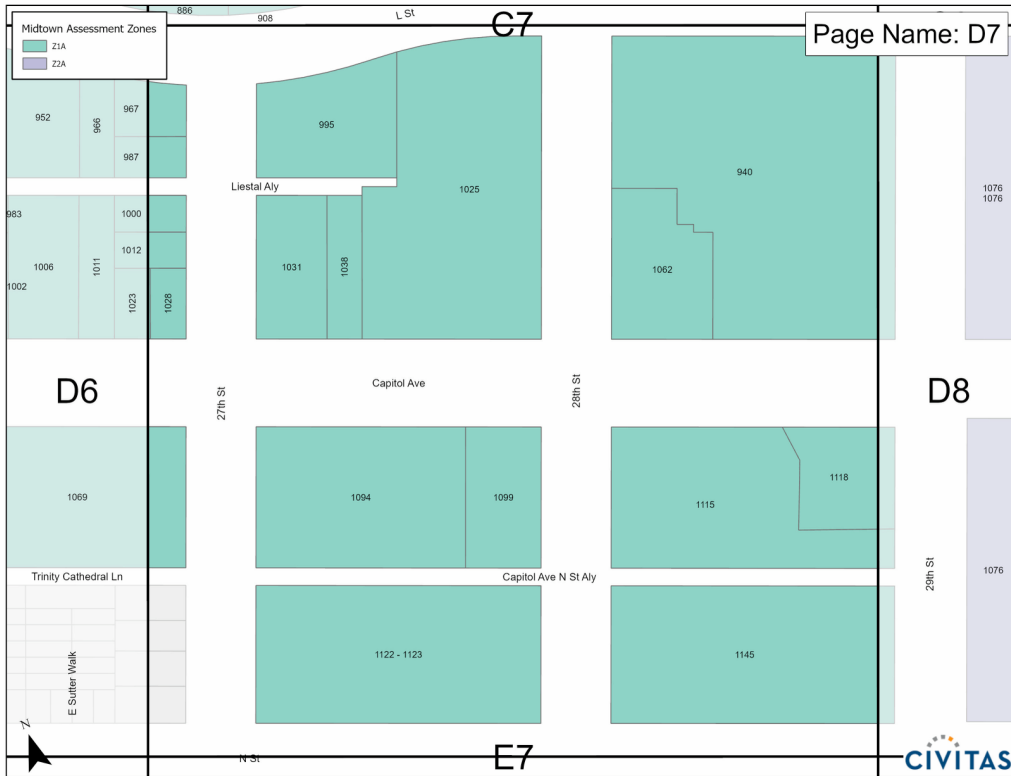 886
908
L St
C7
Midtown Assessment Zones
Z1A
Z2A
Page Name: D7
952
966
967
987
995
1025
940
1076
1076
Liestal Aly
983
1006
1002
1011
1000
1012
1023
1028
1031
1038
1062
D6
27th St
Capitol Ave
28th St
D8
1069
1094
1099
1115
1118
Trinity Cathedral Ln
Capitol Ave N St Aly
29th St
1076
E Sutter Walk
1122 - 1123
1145
N
N St
E7
CIVITAS